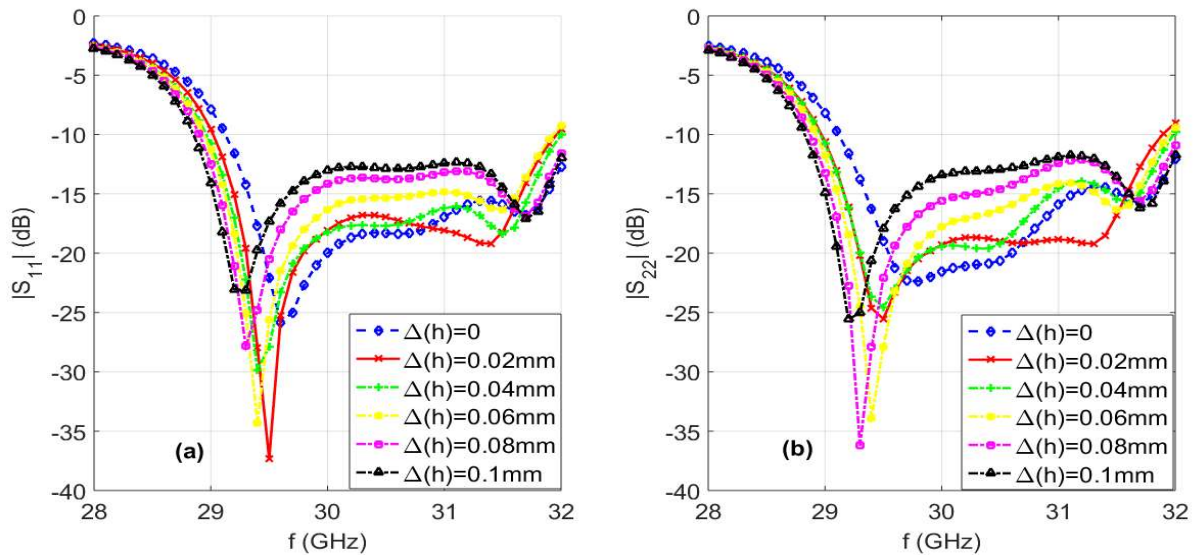 0
-5
-10
-15
-20
-25
-30
-35
-40
|S11| (dB)
(a)
Δ(h)=0
Δ(h)=0.02mm
Δ(h)=0.04mm
Δ(h)=0.06mm
Δ(h)=0.08mm
Δ(h)=0.1mm
28 29 30 31 32
f (GHz)
0
-5
-10
-15
-20
-25
-30
-35
-40
|S22| (dB)
(b)
Δ(h)=0
Δ(h)=0.02mm
Δ(h)=0.04mm
Δ(h)=0.06mm
Δ(h)=0.08mm
Δ(h)=0.1mm
28 29 30 31 32
f (GHz)